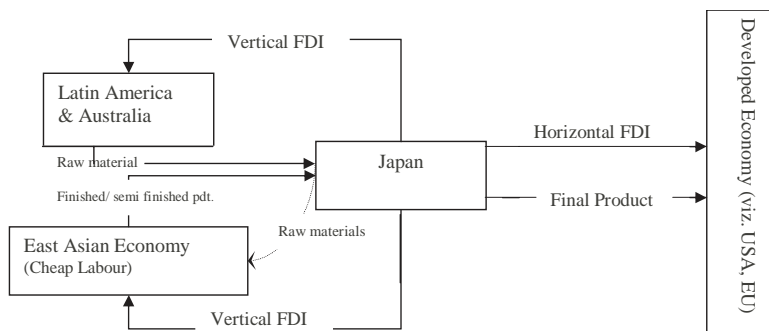 Vertical FDI
Latin America
& Australia
Raw material
Finished/ semi finished pdt.
East Asian Economy
(Cheap Labour)
Vertical FDI
Raw materials
Japan
Horizontal FDI
Final Product
Developed Economy (viz. USA, EU)